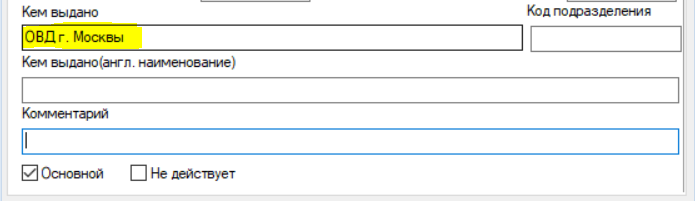 Кем выдано Код подразделения
ОВД г. Москвы
Кем выдано(англ. наименование)
Комментарий
Основной Не действует